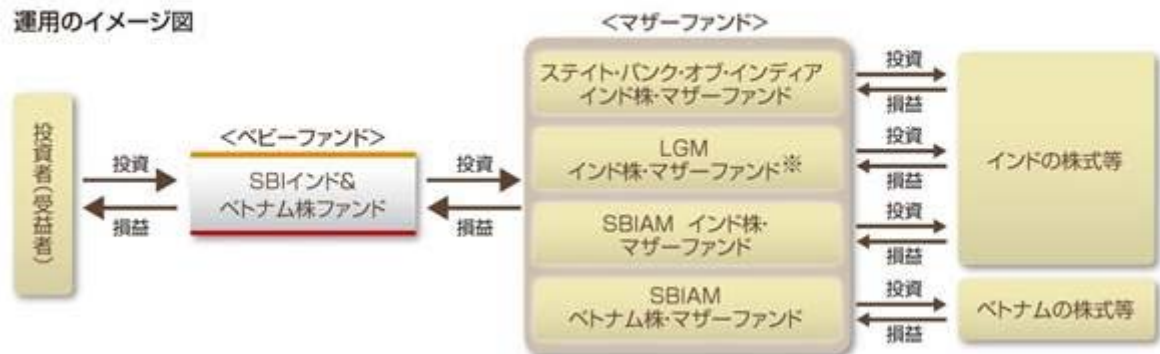 運用のイメージ図
＜マザーファンド＞
ステイト・バンク・オブ・インディア
インド株・マザーファンド
投資
損益
LGM
インド株・マザーファンド※
投資
損益
インドの株式等
SBIAM インド株・
マザーファンド
投資
損益
SBIAM
ベトナム株・マザーファンド
投資
損益
ベトナムの株式等
投資者(受益者)
投資
損益
＜ベビーファンド＞
SBIインド&
ベトナム株ファンド
投資
損益